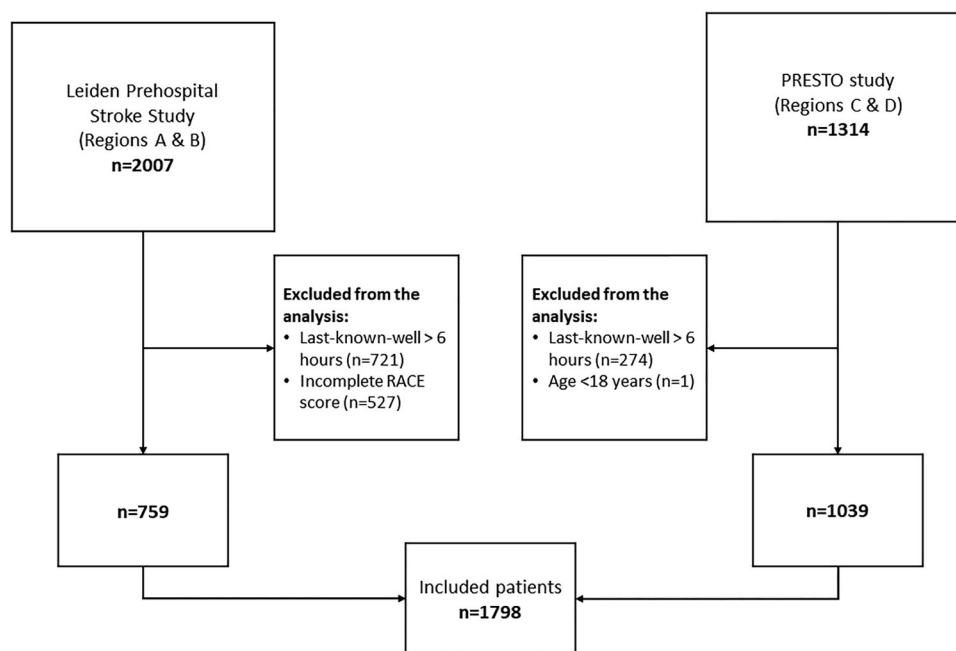 Leiden Prehospital
Stroke Study
(Regions A & B)
n=2007
PRESTO study
(Regions C & D)
n=1314
Excluded from the
analysis:
• Last-known-well > 6
hours (n=721)
• Incomplete RACE
score (n=527)
Excluded from the
analysis:
• Last-known-well > 6
hours (n=274)
• Age <18 years (n=1)
n=759
n=1039
Included patients
n=1798